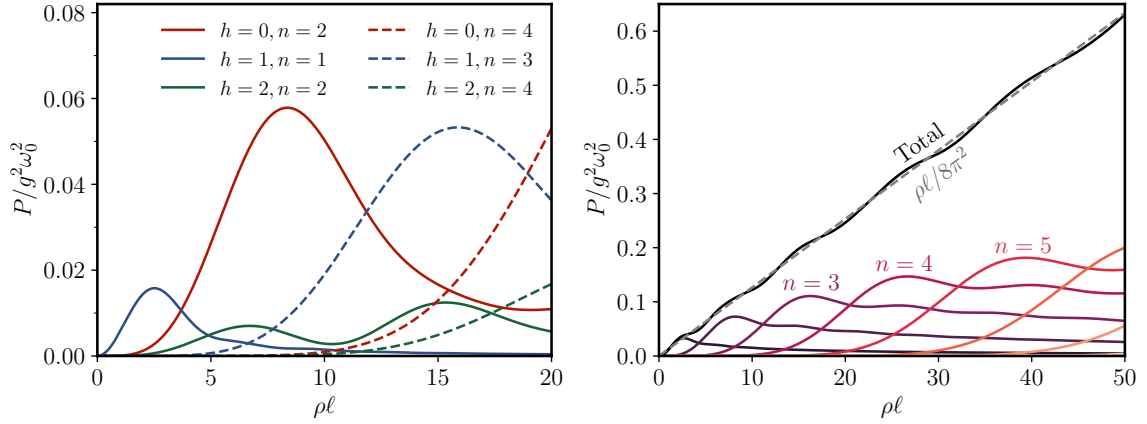 0.08
0.06
0.04
0.02
0.00
P/g²ω₀²
h = 0, n = 2
h = 1, n = 1
h = 2, n = 2
h = 0, n = 4
h = 1, n = 3
h = 2, n = 4
0 5 10 15 20
ρℓ
0.6
0.5
0.4
0.3
0.2
0.1
0.0
P/g²ω₀²
Total
ρℓ/8π²
n = 3
n = 4
n = 5
0 10 20 30 40 50
ρℓ